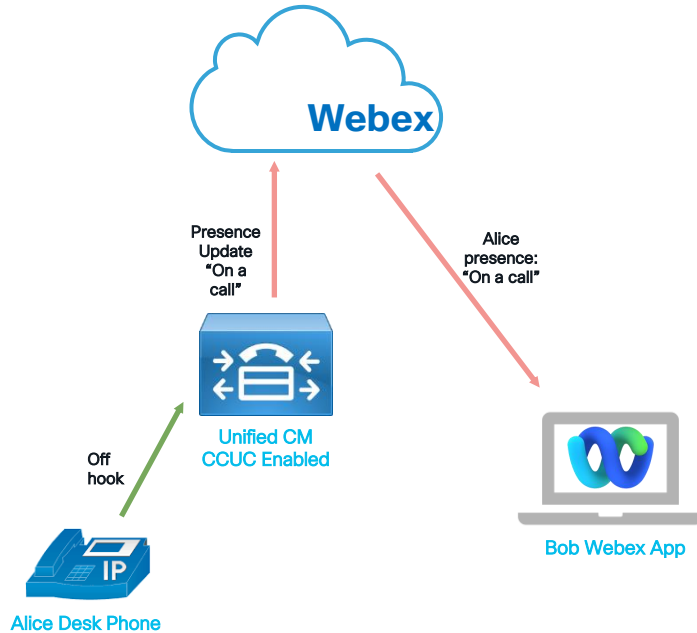 Webex
Presence
Update
“On a
call”
Alice
presence:
“On a call”
Unified CM
CCUC Enabled
Off
hook
IP
Bob Webex App
Alice Desk Phone